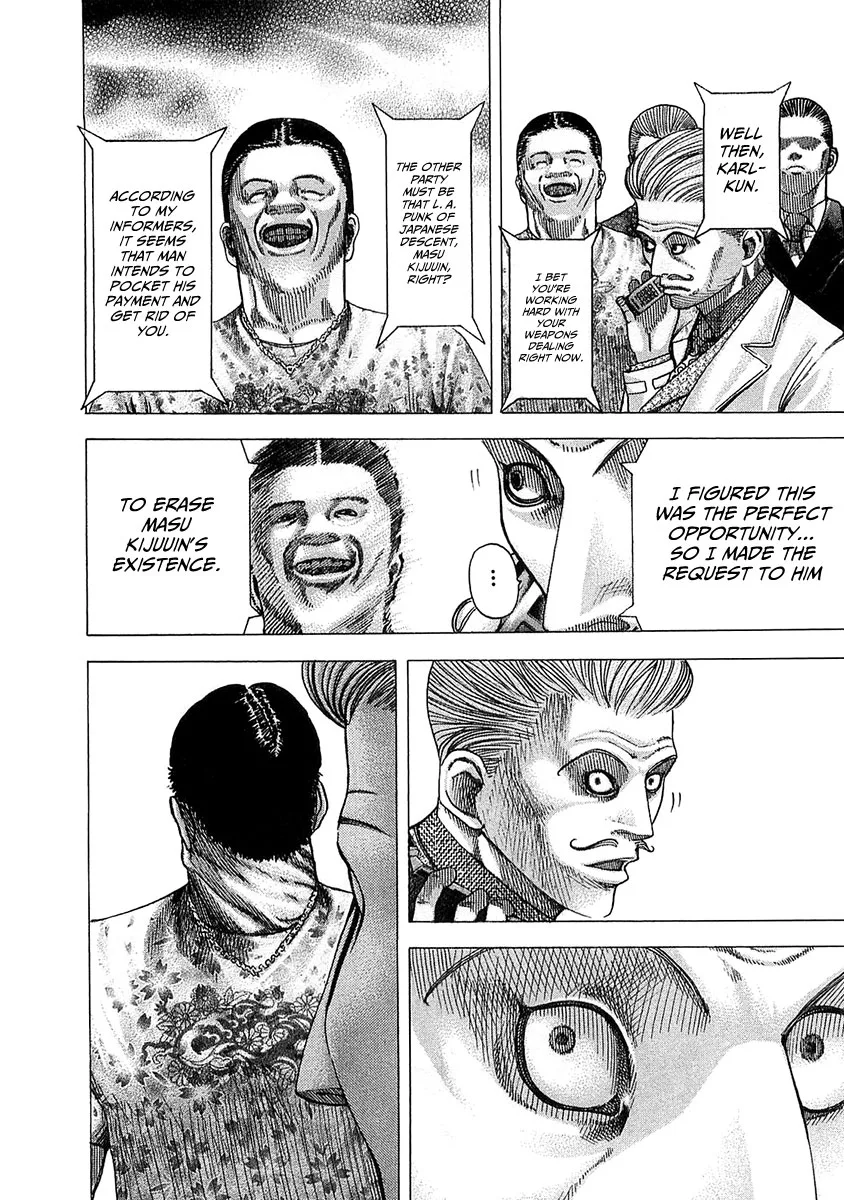 WELL
THEN,
KARL-
KUN.
I BET
YOU'RE
WORKING
HARD WITH
YOUR
WEAPONS
DEALING
RIGHT NOW.
THE OTHER
PARTY
MUST BE
THAT L. A.
PUNK OF
JAPANESE
DESCENT,
MASU
KIJUUIN,
RIGHT?
ACCORDING
TO MY
INFORMERS,
IT SEEMS
THAT MAN
INTENDS TO
POCKET HIS
PAYMENT AND
GET RID OF
YOU.
I FIGURED THIS
WAS THE PERFECT
OPPORTUNITY...
SO I MADE THE
REQUEST TO HIM
...
TO ERASE
MASU
KIJUUIN'S
EXISTENCE.